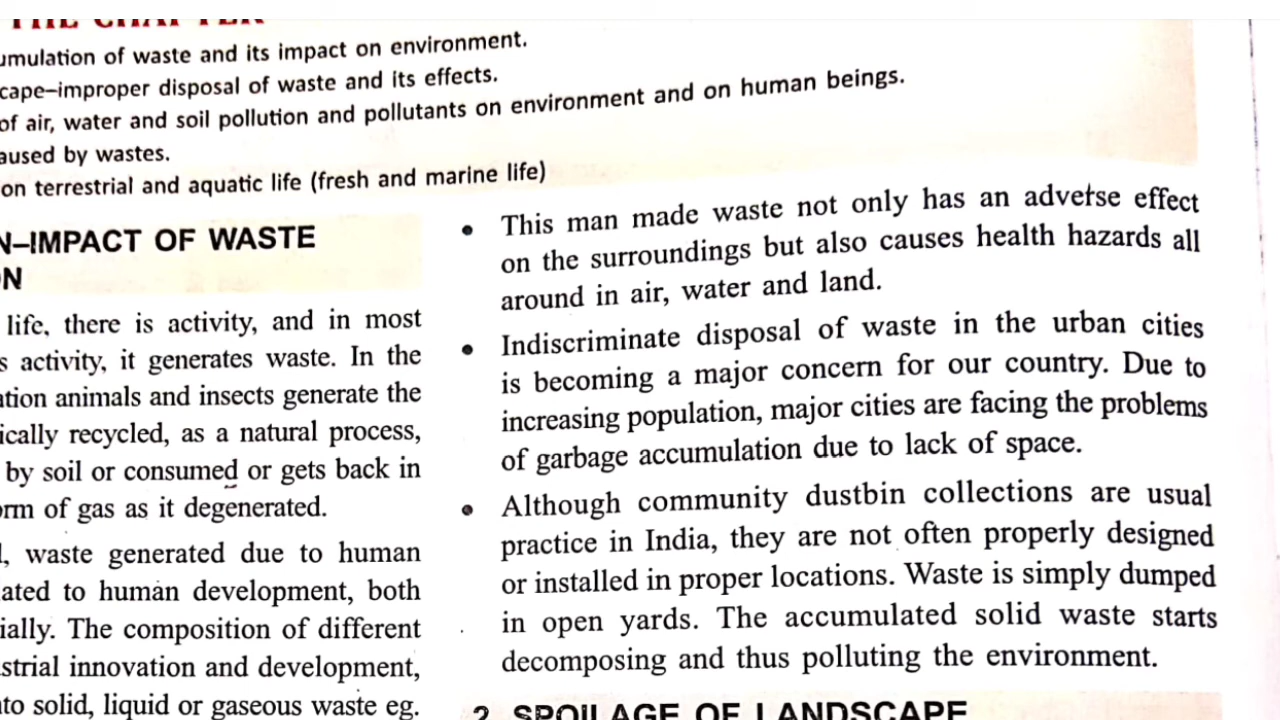 THE CHAPTER
umulation of waste and its impact on environment.
cape–improper disposal of waste and its effects.
of air, water and soil pollution and pollutants on environment and on human beings.
aused by wastes.
on terrestrial and aquatic life (fresh and marine life)
N–IMPACT OF WASTE
ON
life, there is activity, and in most
s activity, it generates waste. In the
ation animals and insects generate the
ically recycled, as a natural process,
by soil or consumed or gets back in
orm of gas as it degenerated.
l, waste generated due to human
ated to human development, both
ially. The composition of different
strial innovation and development,
nto solid, liquid or gaseous waste eg.
• This man made waste not only has an adverse effect
on the surroundings but also causes health hazards all
around in air, water and land.
• Indiscriminate disposal of waste in the urban cities
is becoming a major concern for our country. Due to
increasing population, major cities are facing the problems
of garbage accumulation due to lack of space.
• Although community dustbin collections are usual
practice in India, they are not often properly designed
or installed in proper locations. Waste is simply dumped
in open yards. The accumulated solid waste starts
decomposing and thus polluting the environment.
2. SPOILAGE OF LANDSCAPE